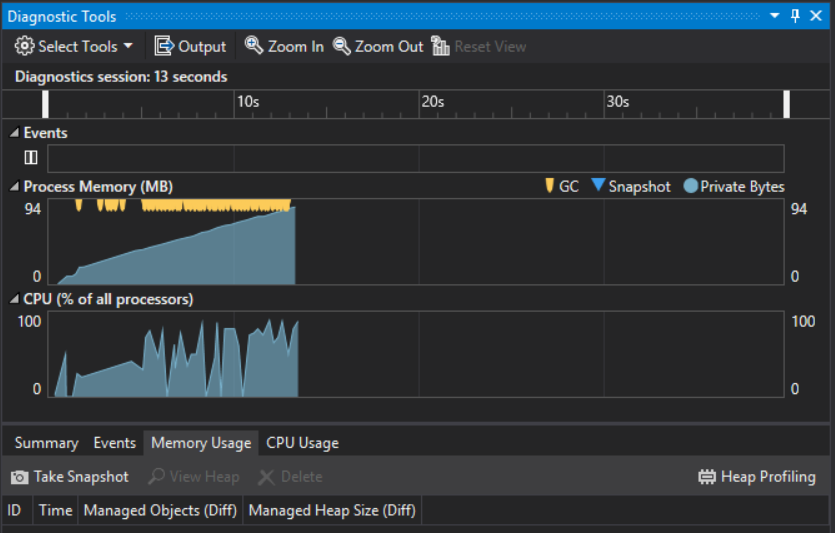 Diagnostic Tools
Select Tools Output Zoom In Zoom Out Reset View
Diagnostics session: 13 seconds
10s 20s 30s
Events
Process Memory (MB) GC Snapshot Private Bytes
94 94
0 0
CPU (% of all processors)
100 100
0 0
Summary Events Memory Usage CPU Usage
Take Snapshot View Heap Delete Heap Profiling
ID Time Managed Objects (Diff) Managed Heap Size (Diff)